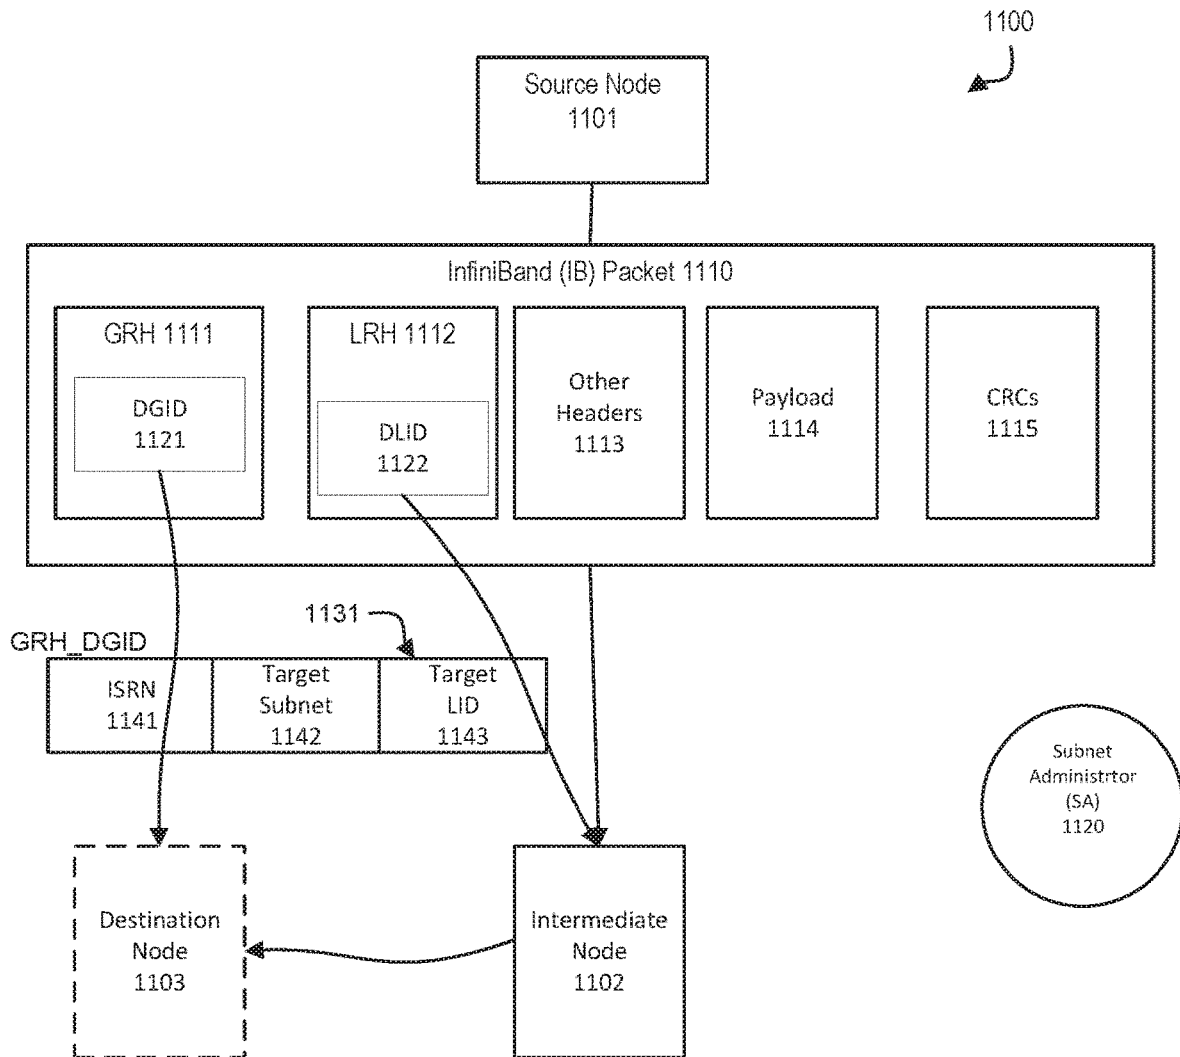 1100
Source Node
1101
InfiniBand (IB) Packet 1110
GRH 1111
DGID
1121
LRH 1112
DLID
1122
Other
Headers
1113
Payload
1114
CRCs
1115
1131
GRH_DGID
ISRN
1141
Target
Subnet
1142
Target
LID
1143
Subnet
Administrtor
(SA)
1120
Destination
Node
1103
Intermediate
Node
1102